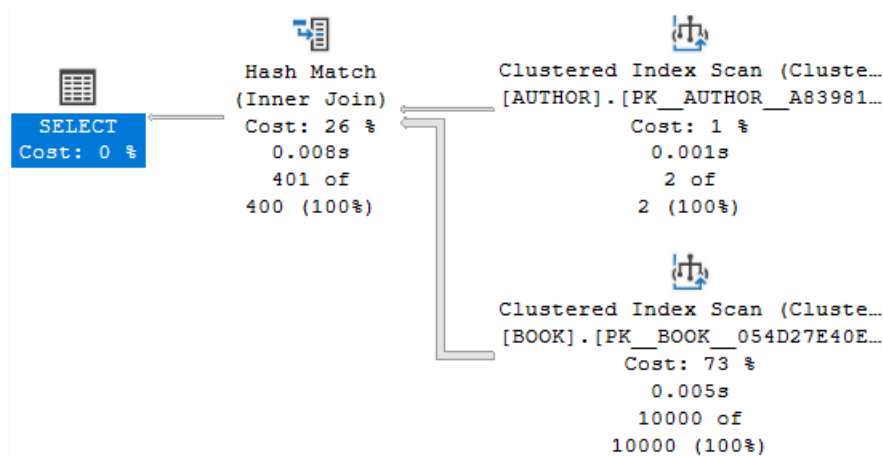 SELECT
Cost: 0 %
Hash Match
(Inner Join)
Cost: 26 %
0.008s
401 of
400 (100%)
Clustered Index Scan (Cluste…
[AUTHOR].[PK__AUTHOR__A83981…
Cost: 1 %
0.001s
2 of
2 (100%)
Clustered Index Scan (Cluste…
[BOOK].[PK__BOOK__054D27E40E…
Cost: 73 %
0.005s
10000 of
10000 (100%)